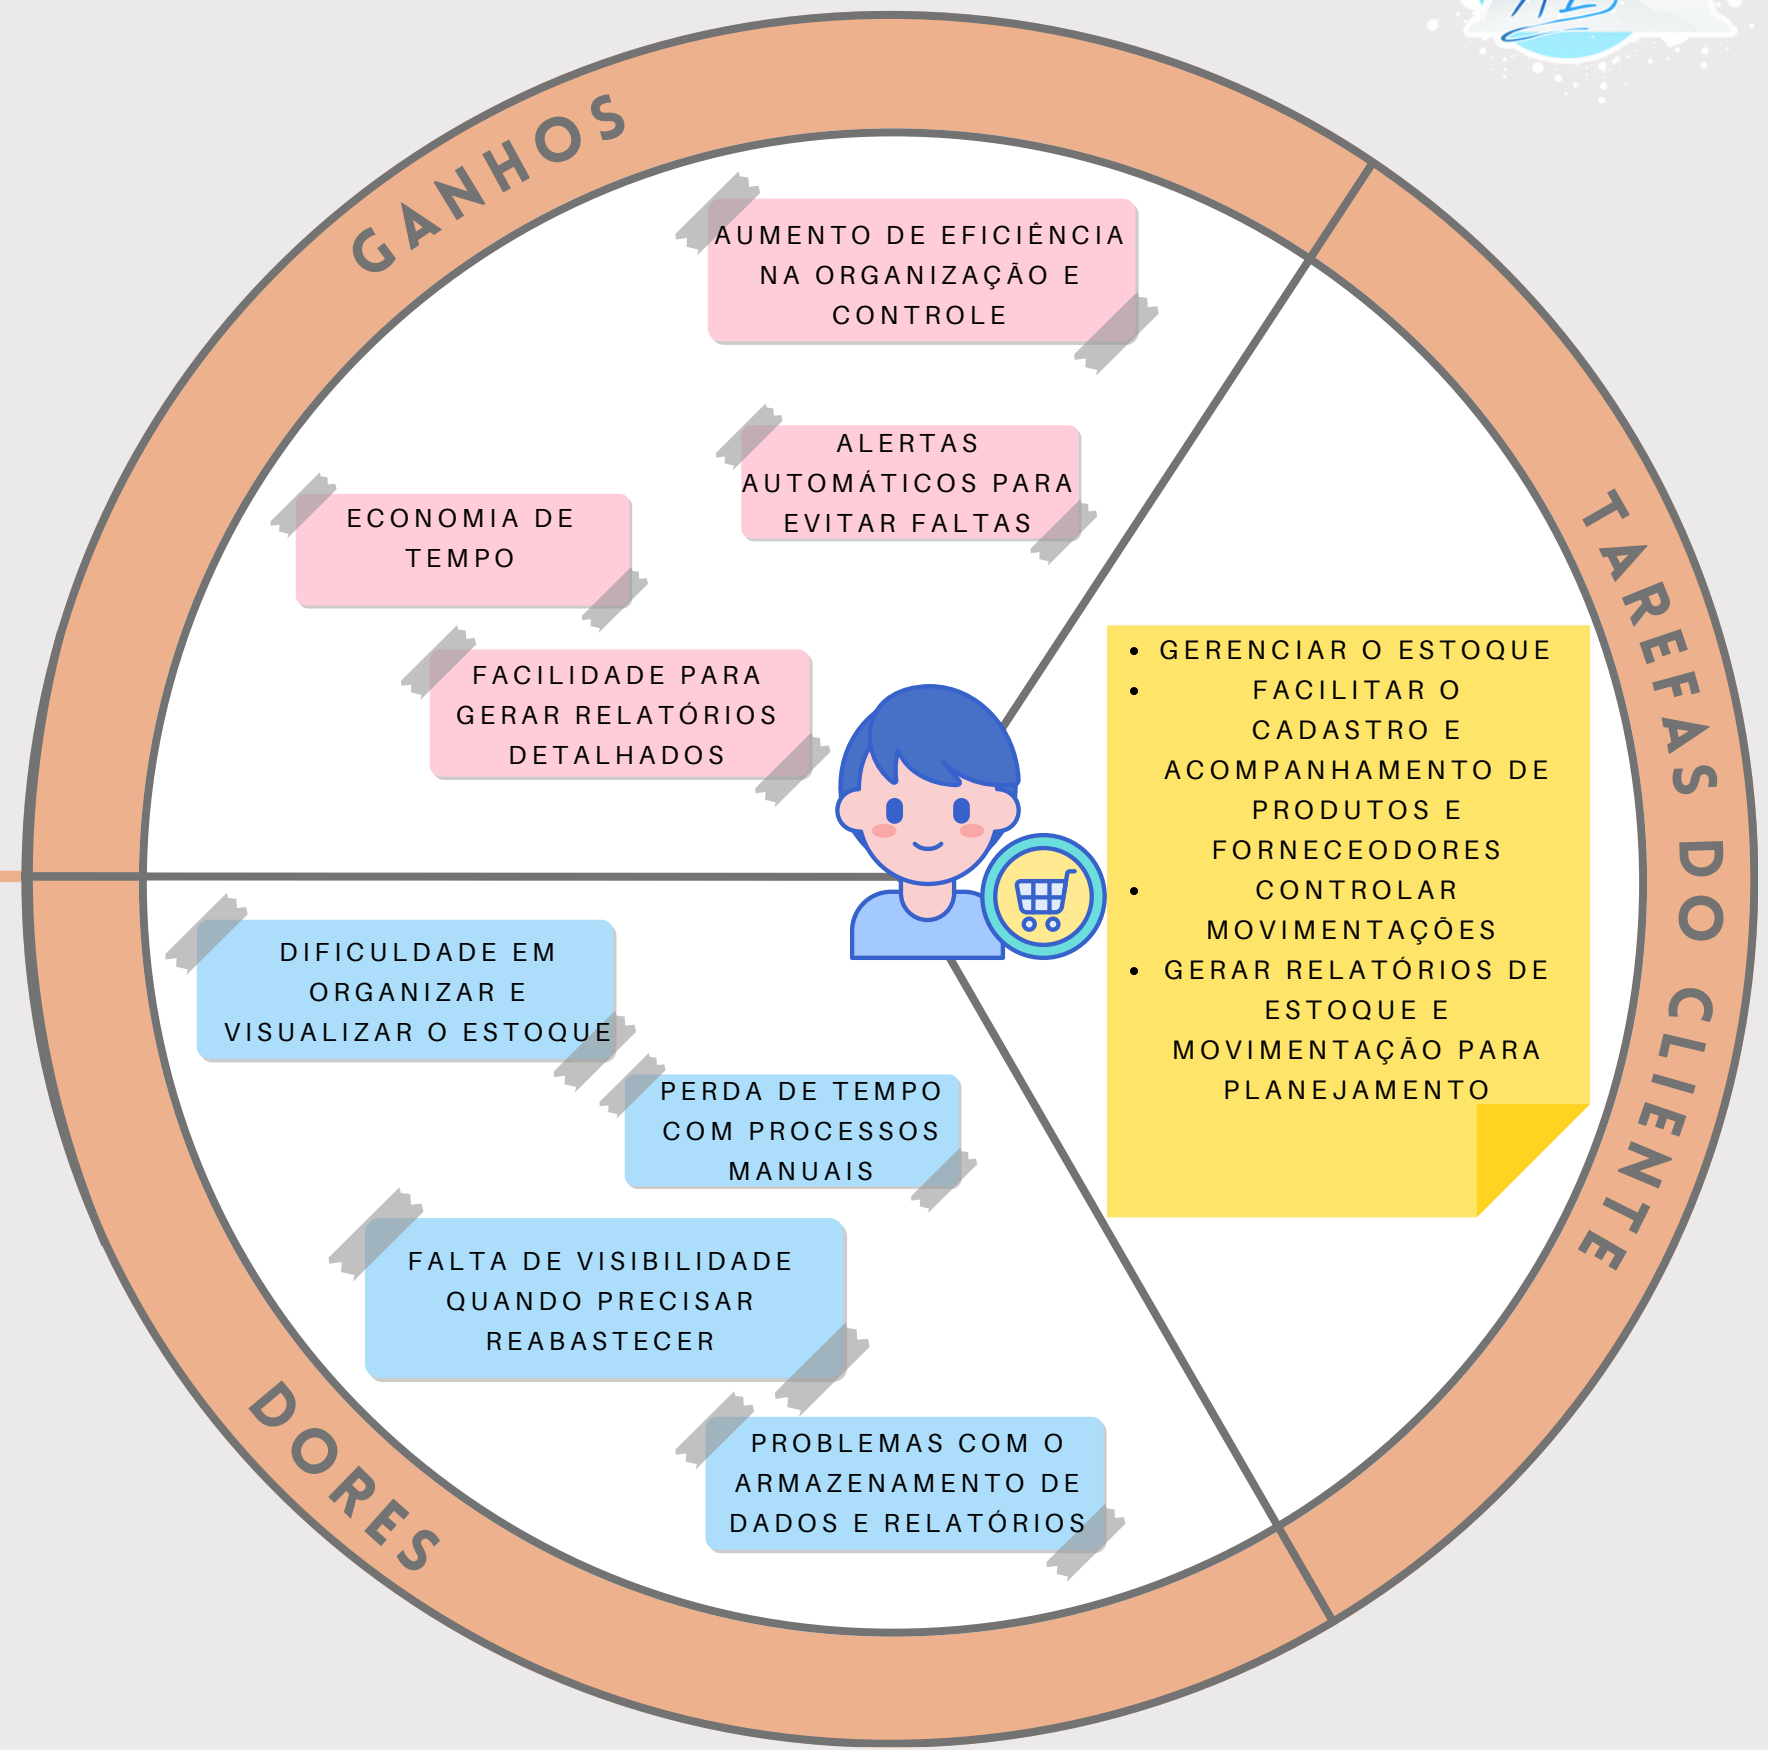 GANHOS
AUMENTO DE EFICIÊNCIA
NA ORGANIZAÇÃO E
CONTROLE
ALERTAS
AUTOMÁTICOS PARA
EVITAR FALTAS
ECONOMIA DE
TEMPO
FACILIDADE PARA
GERAR RELATÓRIOS
DETALHADOS
TAREFAS DO CLIENTE
• GERENCIAR O ESTOQUE
• FACILITAR O
CADASTRO E
ACOMPANHAMENTO DE
PRODUTOS E
FORNECEODORES
• CONTROLAR
MOVIMENTAÇÕES
• GERAR RELATÓRIOS DE
ESTOQUE E
MOVIMENTAÇÃO PARA
PLANEJAMENTO
DIFICULDADE EM
ORGANIZAR E
VISUALIZAR O ESTOQUE
PERDA DE TEMPO
COM PROCESSOS
MANUAIS
FALTA DE VISIBILIDADE
QUANDO PRECISAR
REABASTECER
PROBLEMAS COM O
ARMAZENAMENTO DE
DADOS E RELATÓRIOS
DORES